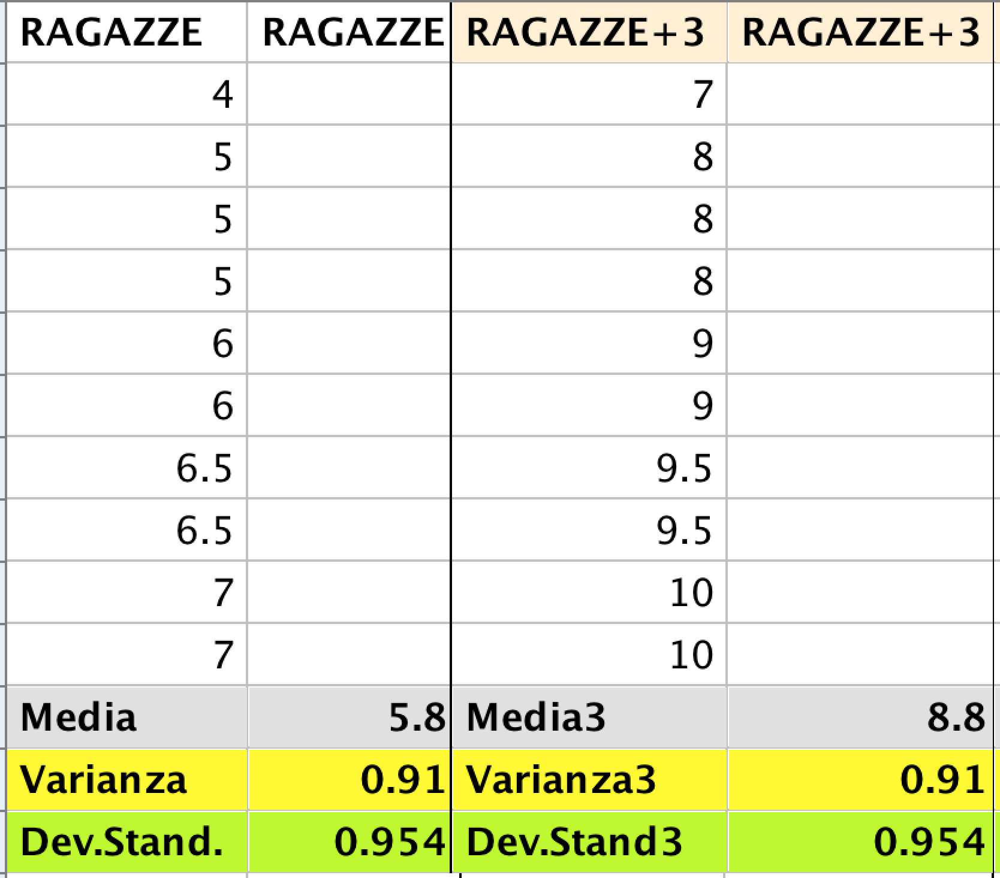 RAGAZZE RAGAZZE RAGAZZE+3 RAGAZZE+3
4 7
5 8
5 8
5 8
6 9
6 9
6.5 9.5
6.5 9.5
7 10
7 10
Media 5.8 Media3 8.8
Varianza 0.91 Varianza3 0.91
Dev.Stand. 0.954 Dev.Stand3 0.954